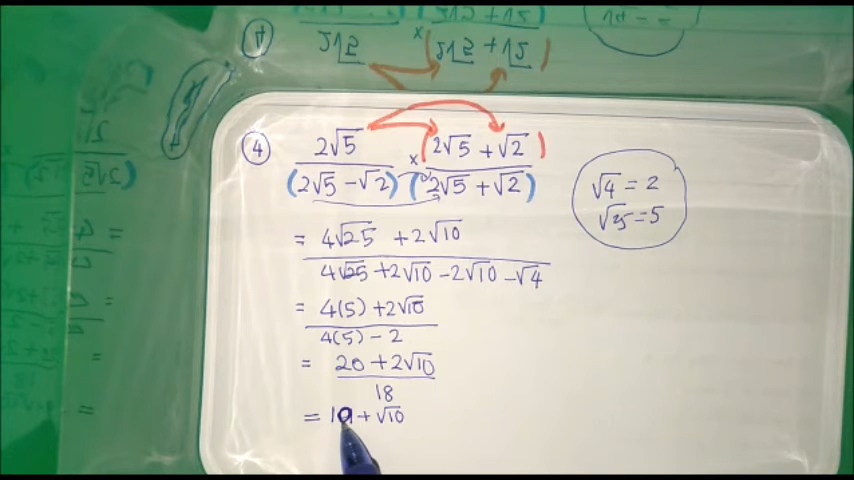 ④ 2√5 × (2√5 + √2)
(2√5 − √2) (2√5 + √2)
√4 = 2
√25 = 5
= 4√25 + 2√10
4√25 + 2√10 − 2√10 − √4
= 4(5) + 2√10
4(5) − 2
= 20 + 2√10
18
= 10 + √10